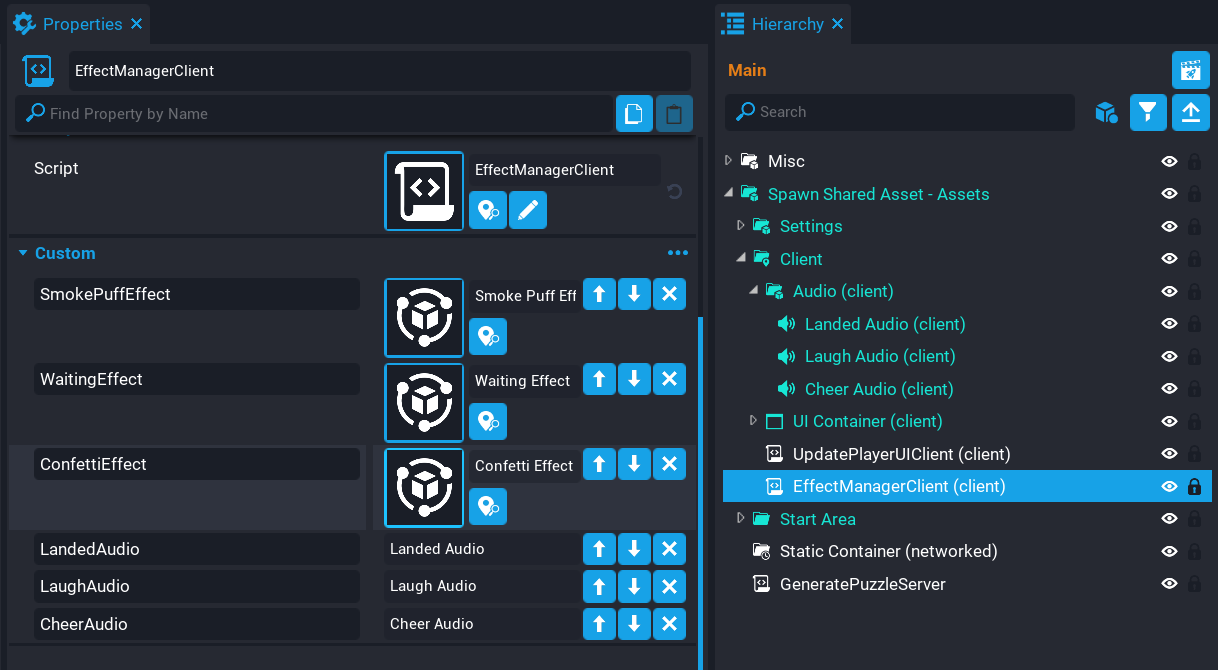 Properties
EffectManagerClient
Find Property by Name
Script
EffectManagerClient
Custom
SmokePuffEffect
Smoke Puff Eff
WaitingEffect
Waiting Effect
ConfettiEffect
Confetti Effect
LandedAudio
Landed Audio
LaughAudio
Laugh Audio
CheerAudio
Cheer Audio
Hierarchy
Main
Search
Misc
Spawn Shared Asset - Assets
Settings
Client
Audio (client)
Landed Audio (client)
Laugh Audio (client)
Cheer Audio (client)
UI Container (client)
UpdatePlayerUIClient (client)
EffectManagerClient (client)
Start Area
Static Container (networked)
GeneratePuzzleServer